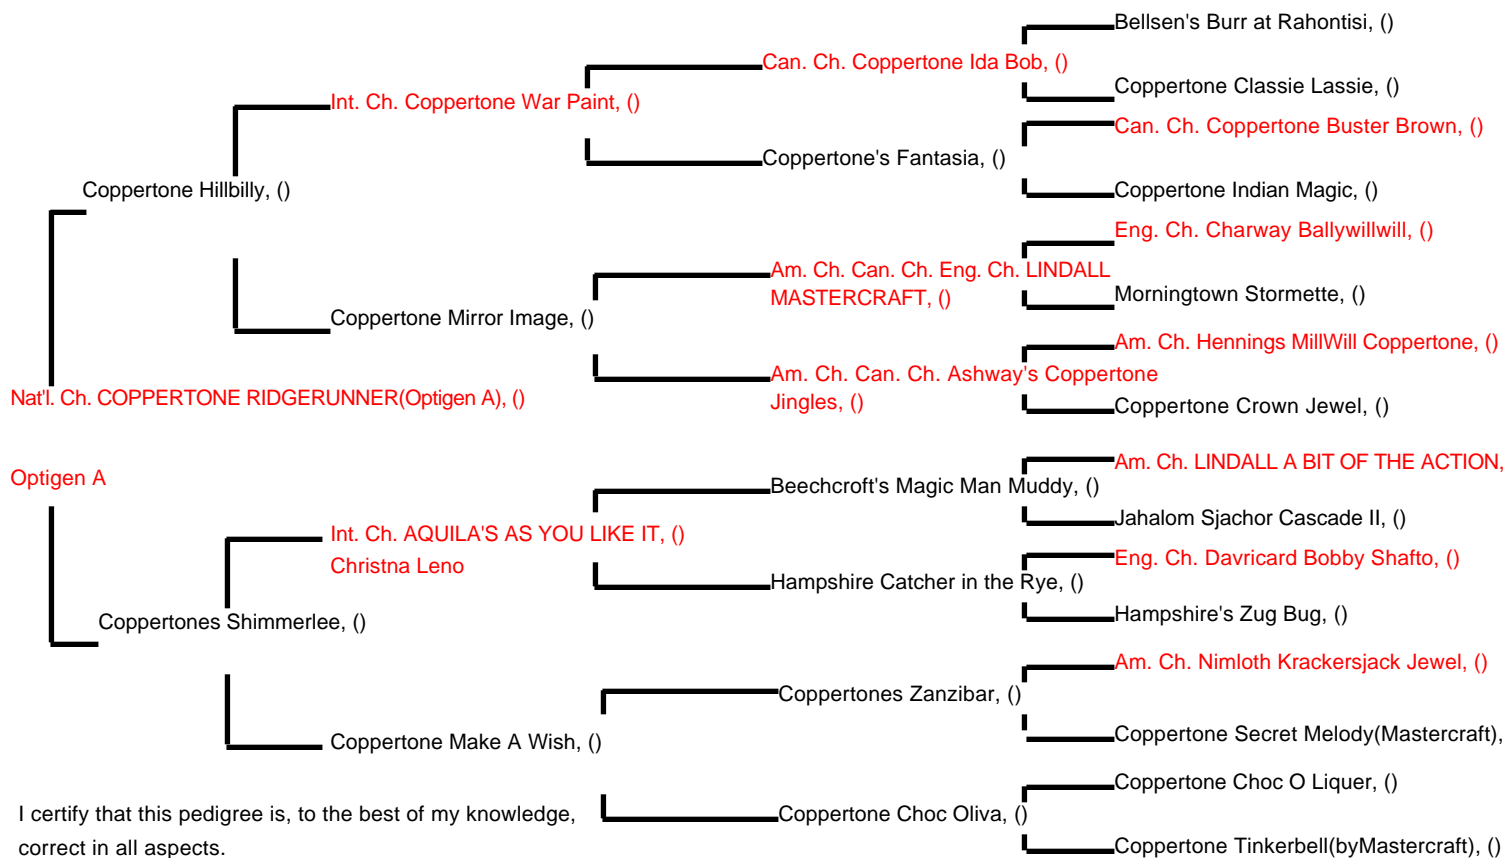 Bellsen's Burr at Rahontisi, ()
Can. Ch. Coppertone Ida Bob, ()
Coppertone Classie Lassie, ()
Int. Ch. Coppertone War Paint, ()
Can. Ch. Coppertone Buster Brown, ()
Coppertone's Fantasia, ()
Coppertone Hillbilly, ()
Coppertone Indian Magic, ()
Eng. Ch. Charway Ballywillwill, ()
Am. Ch. Can. Ch. Eng. Ch. LINDALL
MASTERCRAFT, ()
Morningtown Stormette, ()
Coppertone Mirror Image, ()
Am. Ch. Hennings MillWill Coppertone, ()
Am. Ch. Can. Ch. Ashway's Coppertone
Jingles, ()
Nat'l. Ch. COPPERTONE RIDGERUNNER(Optigen A), ()
Coppertone Crown Jewel, ()
Am. Ch. LINDALL A BIT OF THE ACTION,
Optigen A
Beechcroft's Magic Man Muddy, ()
Jahalom Sjachor Cascade II, ()
Int. Ch. AQUILA'S AS YOU LIKE IT, ()
Christna Leno
Eng. Ch. Davricard Bobby Shafto, ()
Hampshire Catcher in the Rye, ()
Hampshire's Zug Bug, ()
Coppertones Shimmerlee, ()
Am. Ch. Nimloth Krackersjack Jewel, ()
Coppertones Zanzibar, ()
Coppertone Secret Melody(Mastercraft),
Coppertone Make A Wish, ()
Coppertone Choc O Liquer, ()
Coppertone Choc Oliva, ()
Coppertone Tinkerbell(byMastercraft), ()
I certify that this pedigree is, to the best of my knowledge,
correct in all aspects.